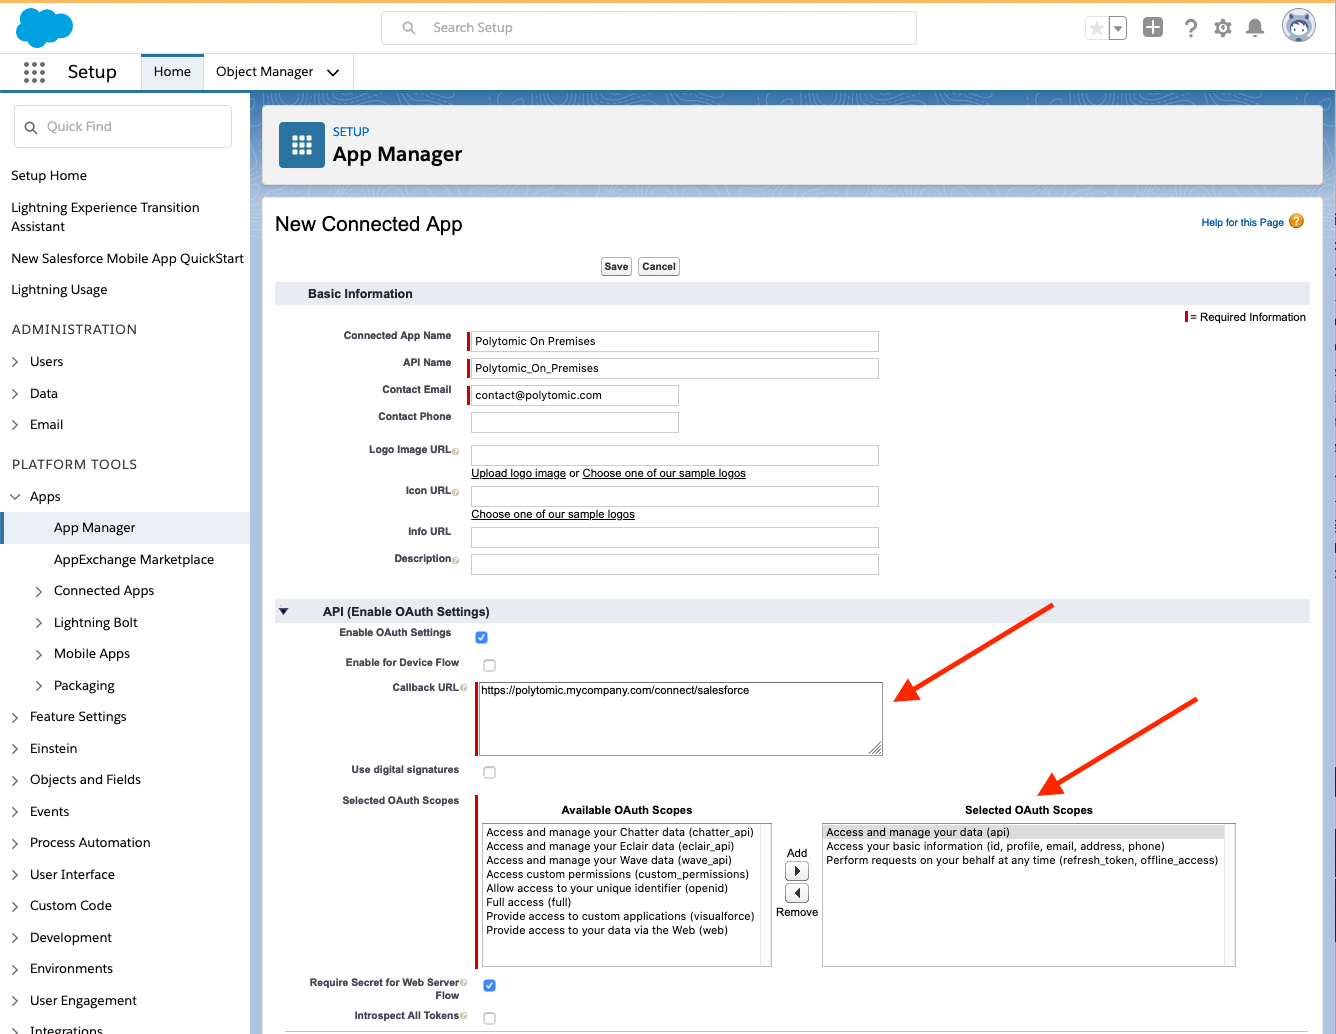 Search Setup
Setup
Home
Object Manager
Quick Find
Setup Home
Lightning Experience Transition
Assistant
New Salesforce Mobile App QuickStart
Lightning Usage
ADMINISTRATION
Users
Data
Email
PLATFORM TOOLS
Apps
App Manager
AppExchange Marketplace
Connected Apps
Lightning Bolt
Mobile Apps
Packaging
Feature Settings
Einstein
Objects and Fields
Events
Process Automation
User Interface
Custom Code
Development
Environments
User Engagement
Integrations
SETUP
App Manager
New Connected App
Help for this Page
Save Cancel
Basic Information
= Required Information
Connected App Name Polytomic On Premises
API Name Polytomic_On_Premises
Contact Email contact@polytomic.com
Contact Phone
Logo Image URL
Upload logo image or Choose one of our sample logos
Icon URL
Choose one of our sample logos
Info URL
Description
API (Enable OAuth Settings)
Enable OAuth Settings
Enable for Device Flow
Callback URL https://polytomic.mycompany.com/connect/salesforce
Use digital signatures
Selected OAuth Scopes
Available OAuth Scopes
Access and manage your Chatter data (chatter_api)
Access and manage your Eclair data (eclair_api)
Access and manage your Wave data (wave_api)
Access custom permissions (custom_permissions)
Allow access to your unique identifier (openid)
Full access (full)
Provide access to custom applications (visualforce)
Provide access to your data via the Web (web)
Add
Remove
Selected OAuth Scopes
Access and manage your data (api)
Access your basic information (id, profile, email, address, phone)
Perform requests on your behalf at any time (refresh_token, offline_access)
Require Secret for Web Server
Flow
Introspect All Tokens